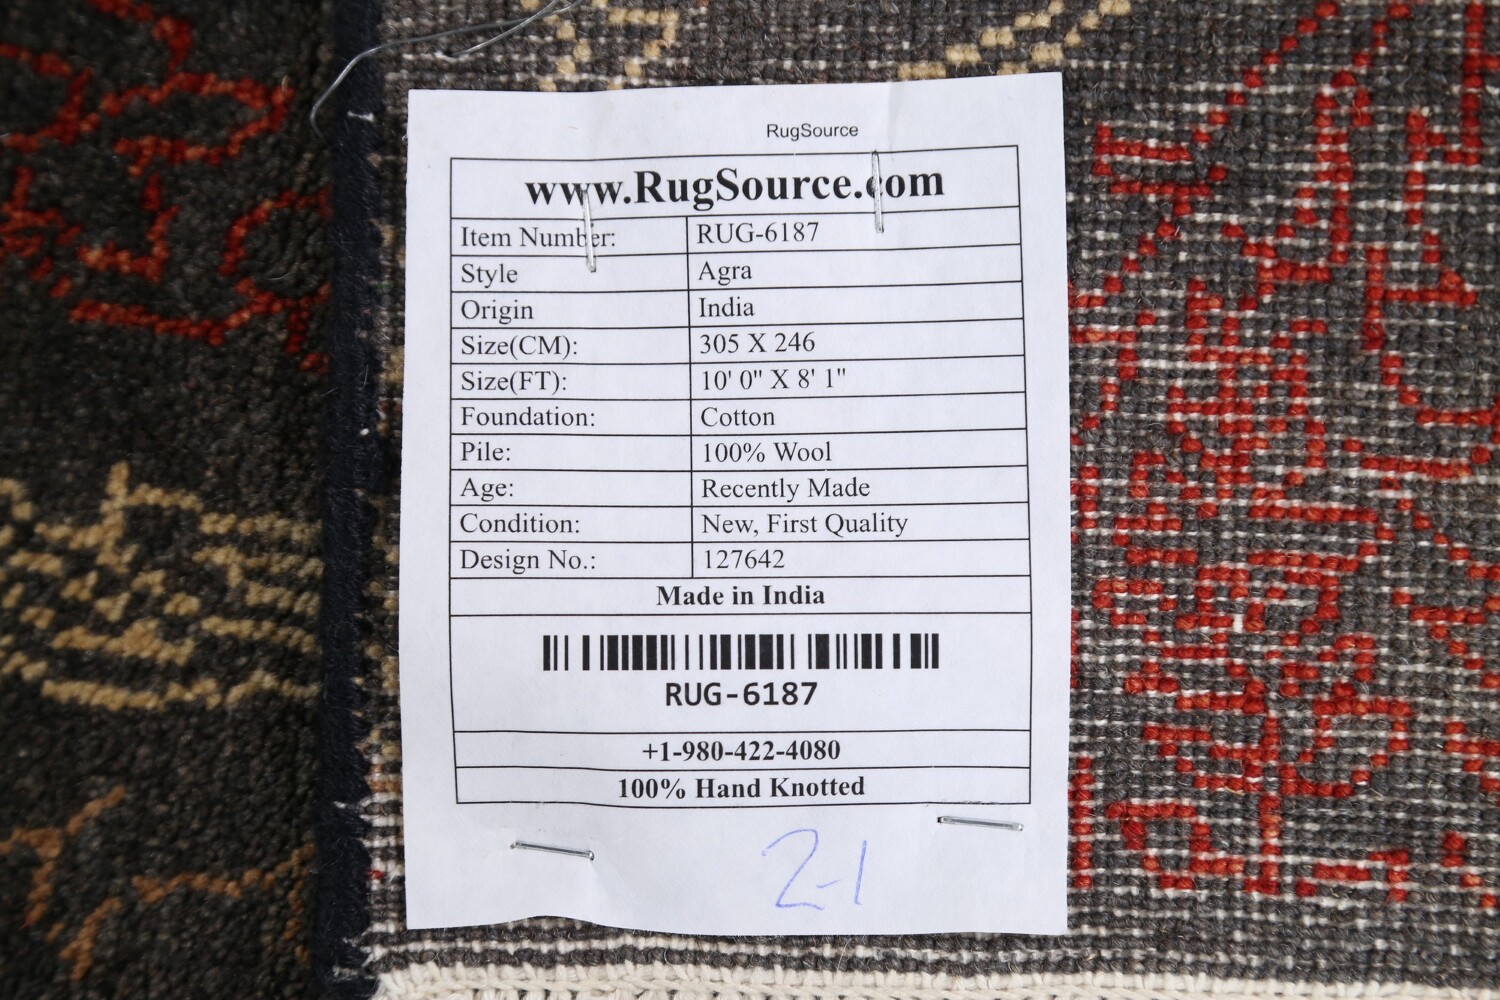 RugSource
www.RugSource.com
Item Number: RUG-6187
Style Agra
Origin India
Size(CM): 305 X 246
Size(FT): 10' 0" X 8' 1"
Foundation: Cotton
Pile: 100% Wool
Age: Recently Made
Condition: New, First Quality
Design No.: 127642
Made in India
RUG-6187
+1-980-422-4080
100% Hand Knotted
2-1